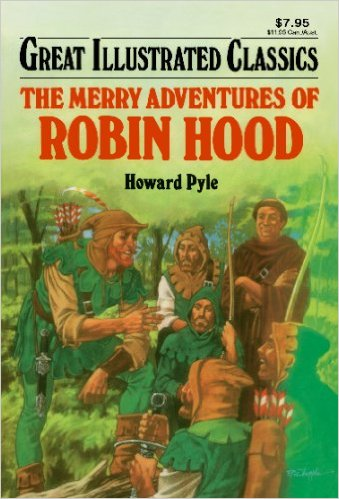 $7.95
$11.95 Can./Aust.
GREAT ILLUSTRATED CLASSICS
THE MERRY ADVENTURES OF
ROBIN HOOD
Howard Pyle